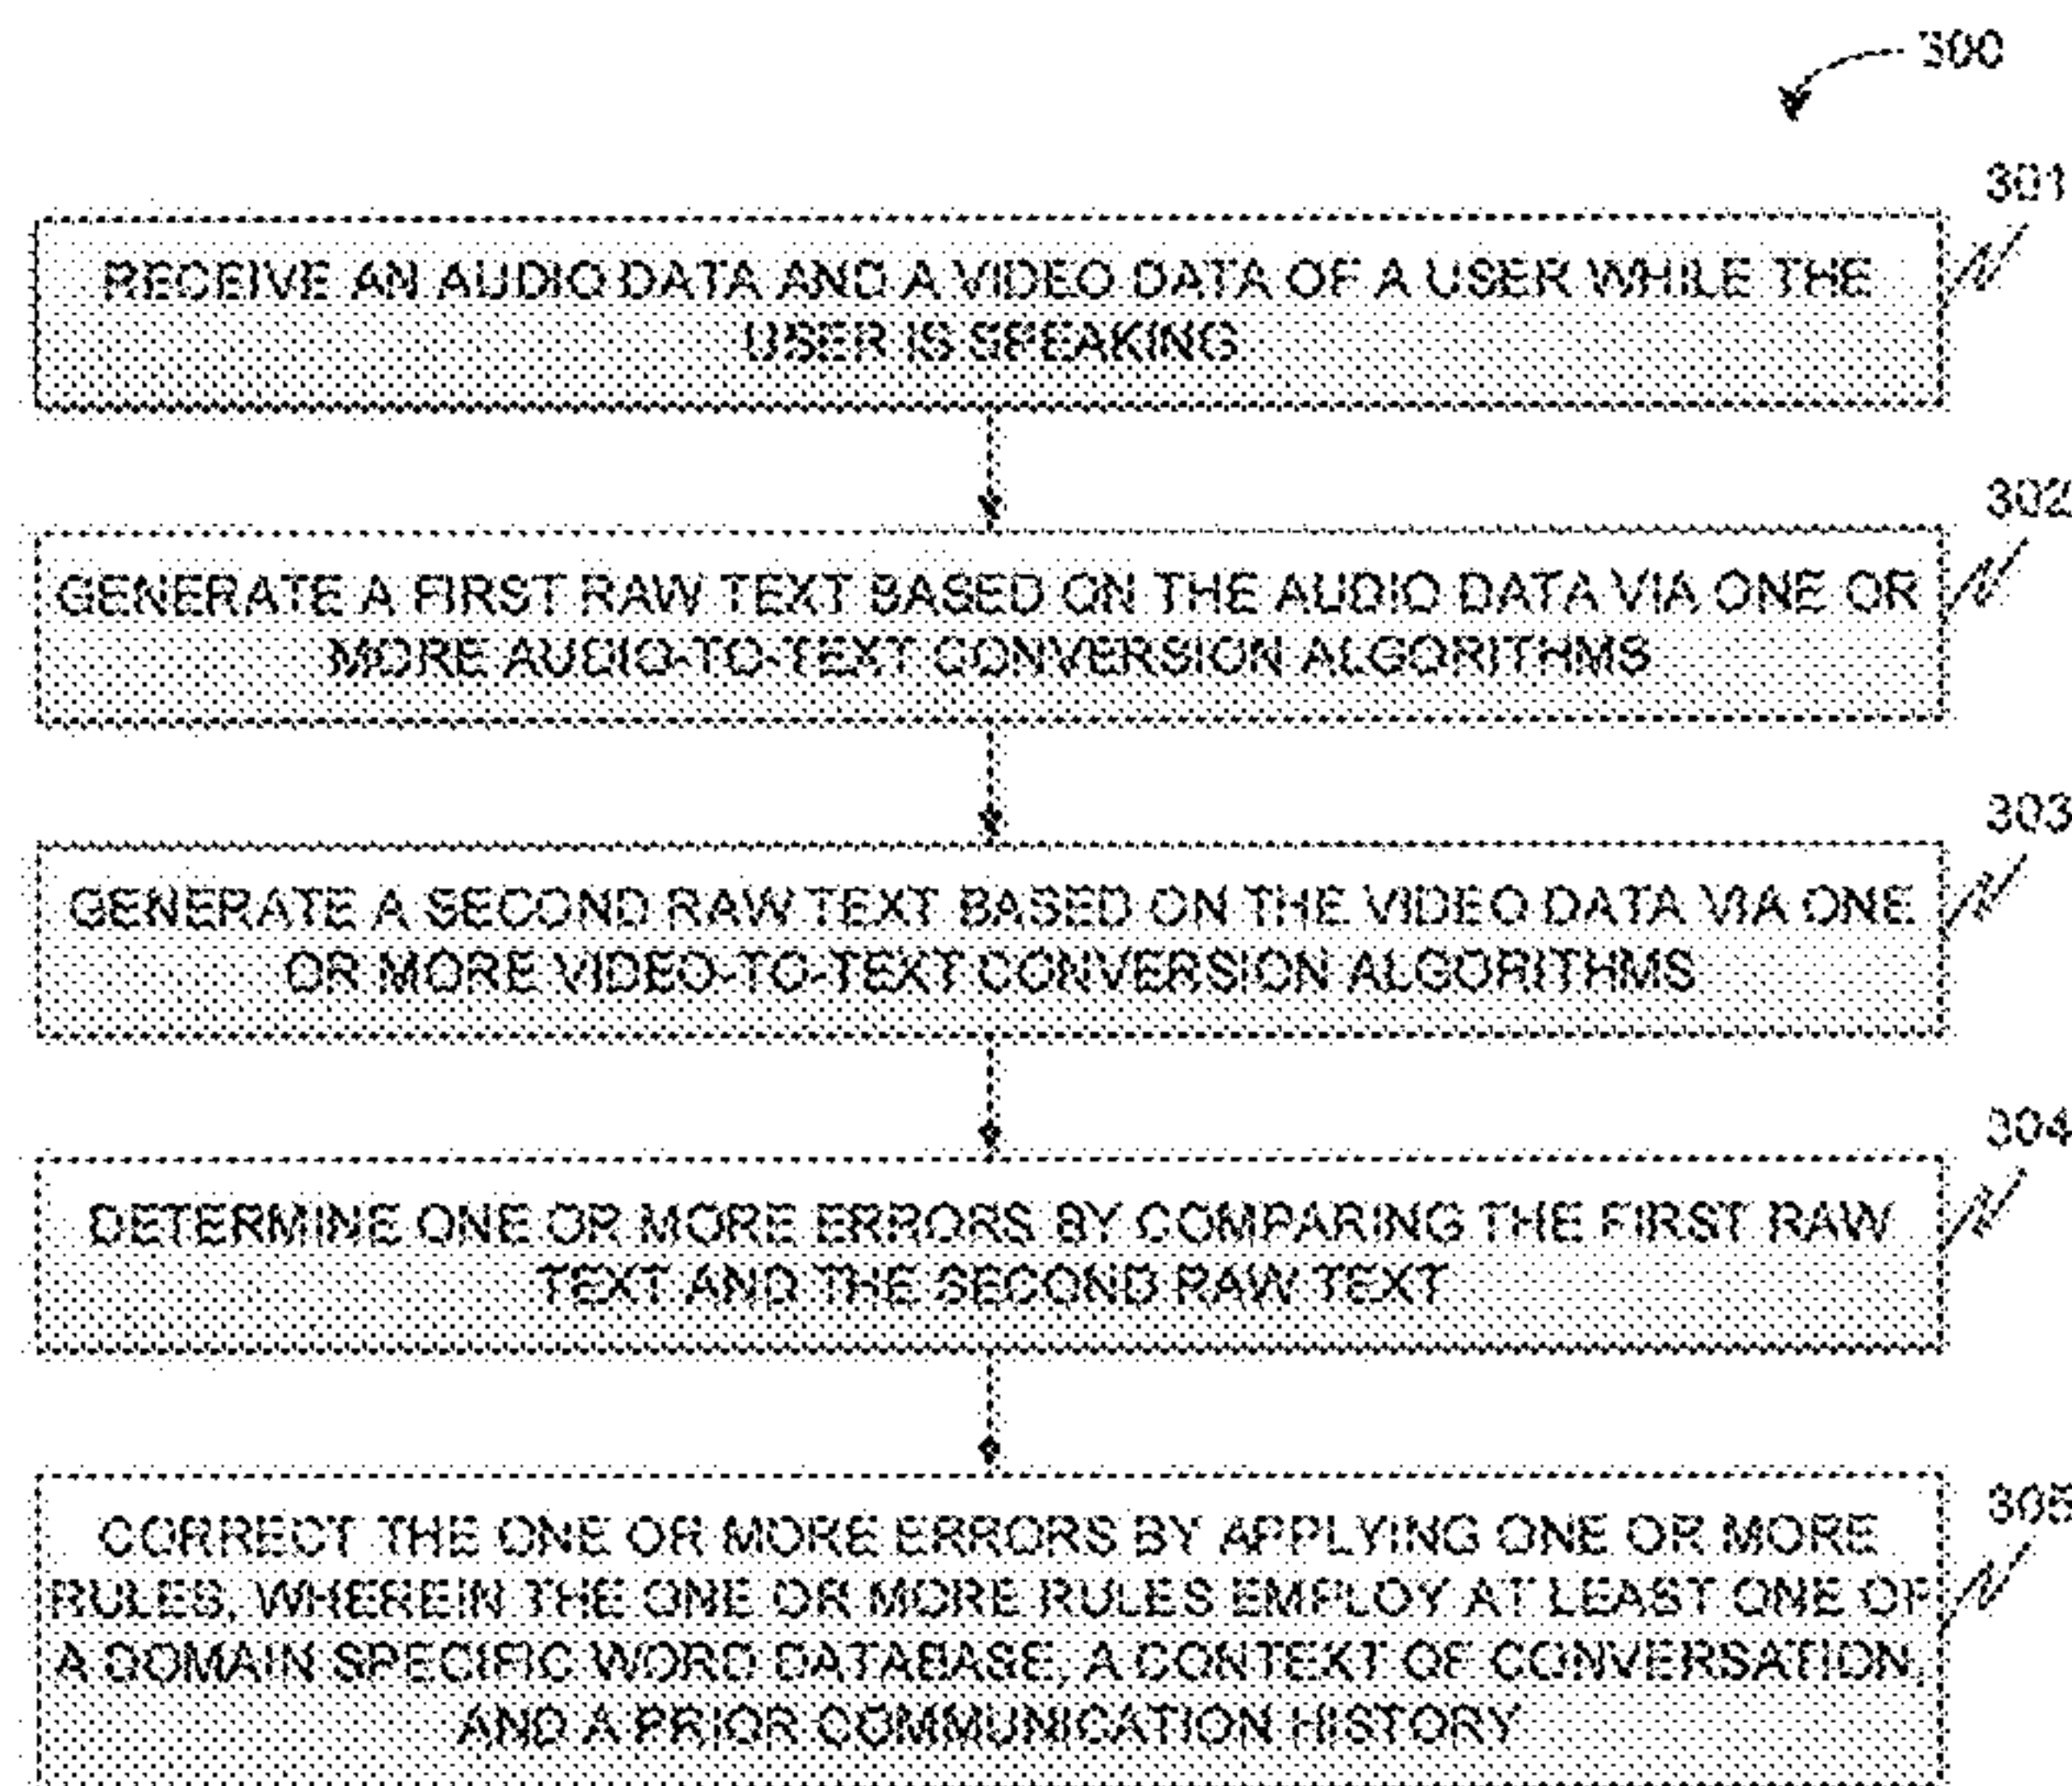 300
301
RECEIVE AN AUDIO DATA AND A VIDEO DATA OF A USER WHILE THE
USER IS SPEAKING
302
GENERATE A FIRST RAW TEXT BASED ON THE AUDIO DATA VIA ONE OR
MORE AUDIO-TO-TEXT CONVERSION ALGORITHMS
303
GENERATE A SECOND RAW TEXT BASED ON THE VIDEO DATA VIA ONE
OR MORE VIDEO-TO-TEXT CONVERSION ALGORITHMS
304
DETERMINE ONE OR MORE ERRORS BY COMPARING THE FIRST RAW
TEXT AND THE SECOND RAW TEXT
305
CORRECT THE ONE OR MORE ERRORS BY APPLYING ONE OR MORE
RULES, WHEREIN THE ONE OR MORE RULES EMPLOY AT LEAST ONE OF
A DOMAIN SPECIFIC WORD DATABASE, A CONTEXT OF CONVERSATION,
AND A PRIOR COMMUNICATION HISTORY